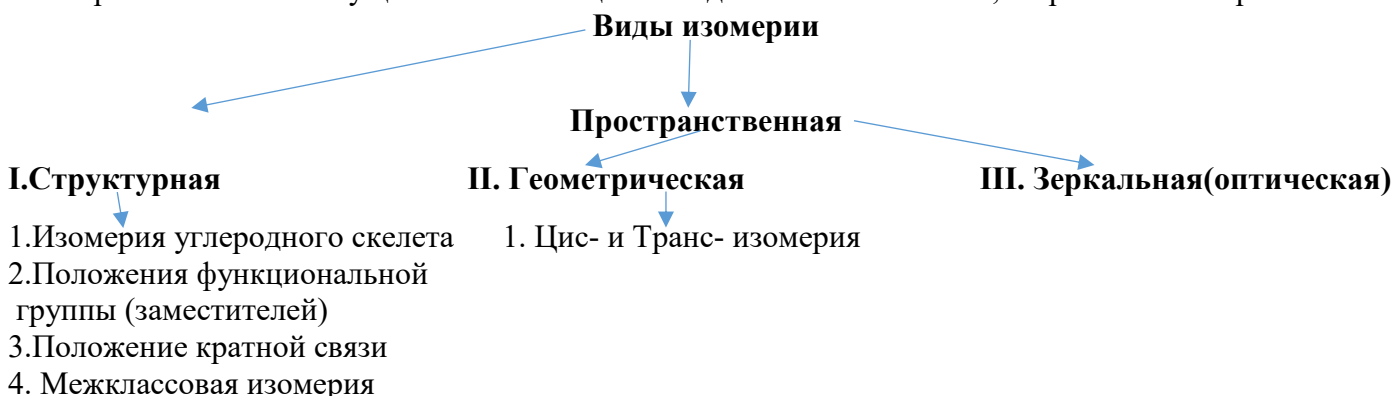 Виды изомерии
Пространственная
I.Структурная II. Геометрическая III. Зеркальная(оптическая)
1.Изомерия углеродного скелета 1. Цис- и Транс- изомерия
2.Положения функциональной
группы (заместителей)
3.Положение кратной связи
4. Межклассовая изомерия